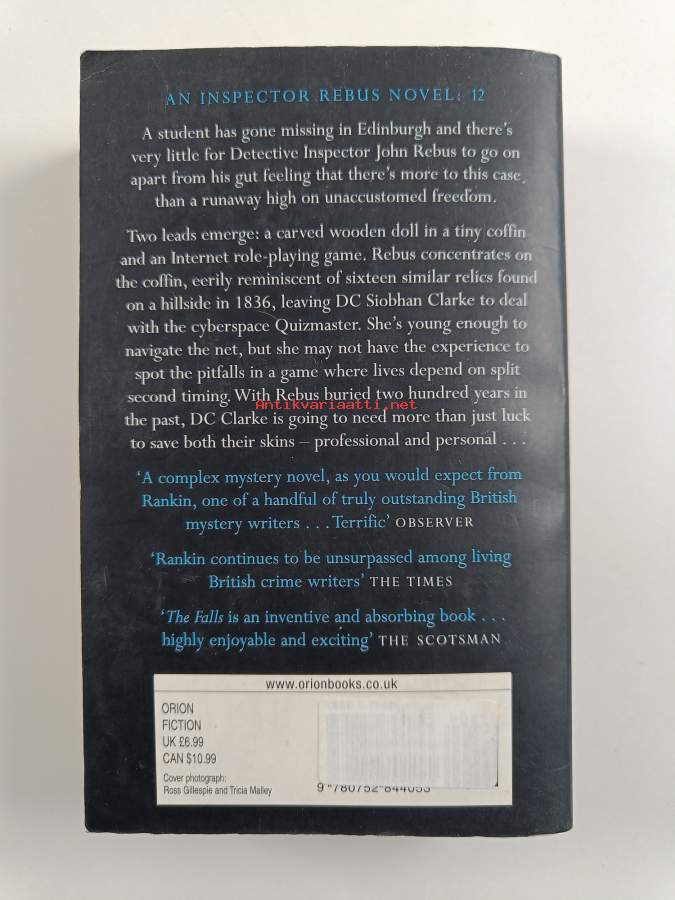 AN INSPECTOR REBUS NOVEL: 12
A student has gone missing in Edinburgh and there's
very little for Detective Inspector John Rebus to go on
apart from his gut feeling that there's more to this case
than a runaway high on unaccustomed freedom.
Two leads emerge: a carved wooden doll in a tiny coffin
and an Internet role-playing game. Rebus concentrates on
the coffin, eerily reminiscent of sixteen similar relics found
on a hillside in 1836, leaving DC Siobhan Clarke to deal
with the cyberspace Quizmaster. She's young enough to
navigate the net, but she may not have the experience to
spot the pitfalls in a game where lives depend on split
second timing. With Rebus buried two hundred years in
Antikvariaatti.net
the past, DC Clarke is going to need more than just luck
to save both their skins – professional and personal . . .
'A complex mystery novel, as you would expect from
Rankin, one of a handful of truly outstanding British
mystery writers . . . Terrific' OBSERVER
'Rankin continues to be unsurpassed among living
British crime writers' THE TIMES
'The Falls is an inventive and absorbing book . . .
highly enjoyable and exciting' THE SCOTSMAN
www.orionbooks.co.uk
ORION
FICTION
UK £6.99
CAN $10.99
Cover photograph:
Ross Gillespie and Tricia Malley
9 780752 844053